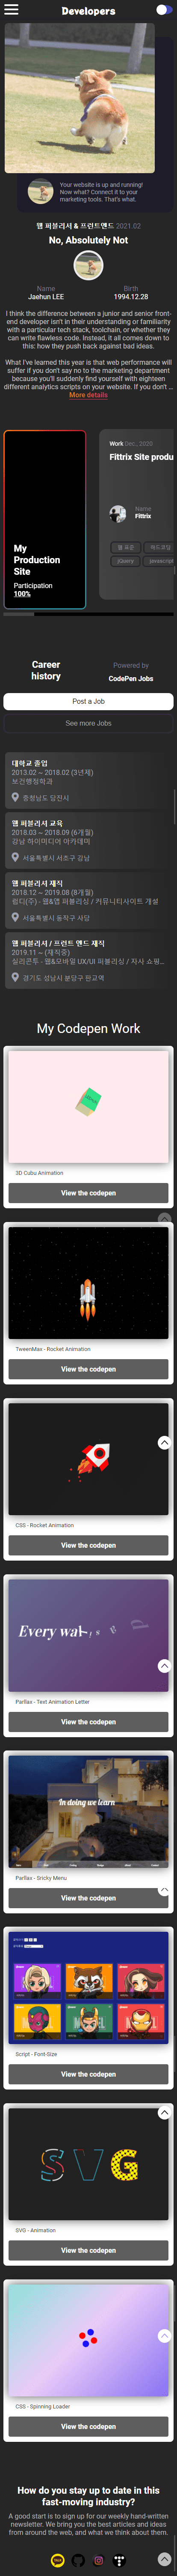 Developers
Your website is up and running!
Now what? Connect it to your
marketing tools. That's what.
웹 퍼블리서 & 프런트엔드 2021.02
No, Absolutely Not
Name
Birth
Jaehun LEE
1994.12.28
I think the difference between a junior and senior front-
end developer isn't in their understanding or familiarity
with a particular tech stack, toolchain, or whether they
can write flawless code. Instead, it all comes down to
this: how they push back against bad ideas.
What I've learned this year is that web performance will
suffer if you don't say no to the marketing department
because you'll suddenly find yourself with eighteen
different analytics scripts on your website. If you don't ...
More details
My
Production
Site
Participation
100%
Work Dec,.2020
Fittrix Site produ
Name
Fittrix
웹 표준
하드코딩
jQuery
javascript
Career
history
Powered by
CodePen Jobs
Post a Job
See more Jobs
대학교 졸업
2013.02 ~ 2018.02 (3년제)
보건행정학과
충청남도 당진시
웹 퍼블리서 교육
2018.03 ~ 2018.09 (6개월)
강남 하이미디어 아카데미
서울특별시 서초구 강남
웹 퍼블리서 재직
2018.12 ~ 2019.08 (8개월)
펍디(주) · 웹&앱 퍼블리싱 / 커뮤니티사이트 개설
서울특별시 동작구 사당
웹 퍼블리서 / 프런트 엔드 재직
2019.11 ~ (재직중)
실리콘투 · 웹&모바일 UX/UI 퍼블리싱 / 자사 쇼핑...
경기도 성남시 분당구 판교역
My Codepen Work
3D Cubu Animation
View the codepen
TweenMax - Rocket Animation
View the codepen
CSS - Rocket Animation
View the codepen
Every wal
Parllax - Text Animation Letter
View the codepen
In doing we learn
Parllax - Sricky Menu
View the codepen
Script - Font-Size
View the codepen
SVG
SVG - Animation
View the codepen
CSS - Spinning Loader
View the codepen
How do you stay up to date in this
fast-moving industry?
A good start is to sign up for our weekly hand-written
newsletter. We bring you the best articles and ideas
from around the web, and what we think about them.